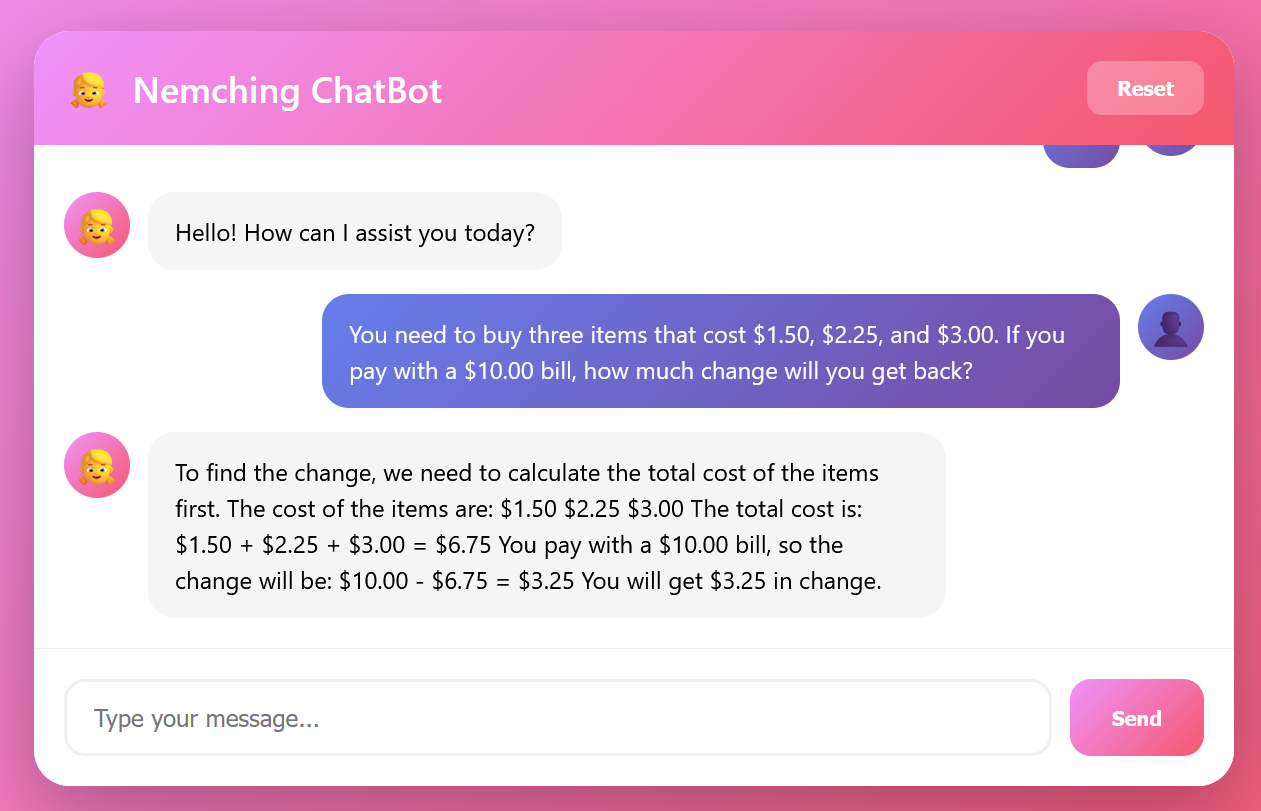 Nemching ChatBot
Reset
Hello! How can I assist you today?
You need to buy three items that cost $1.50, $2.25, and $3.00. If you
pay with a $10.00 bill, how much change will you get back?
To find the change, we need to calculate the total cost of the items
first. The cost of the items are: $1.50 $2.25 $3.00 The total cost is:
$1.50 + $2.25 + $3.00 = $6.75 You pay with a $10.00 bill, so the
change will be: $10.00 - $6.75 = $3.25 You will get $3.25 in change.
Type your message...
Send